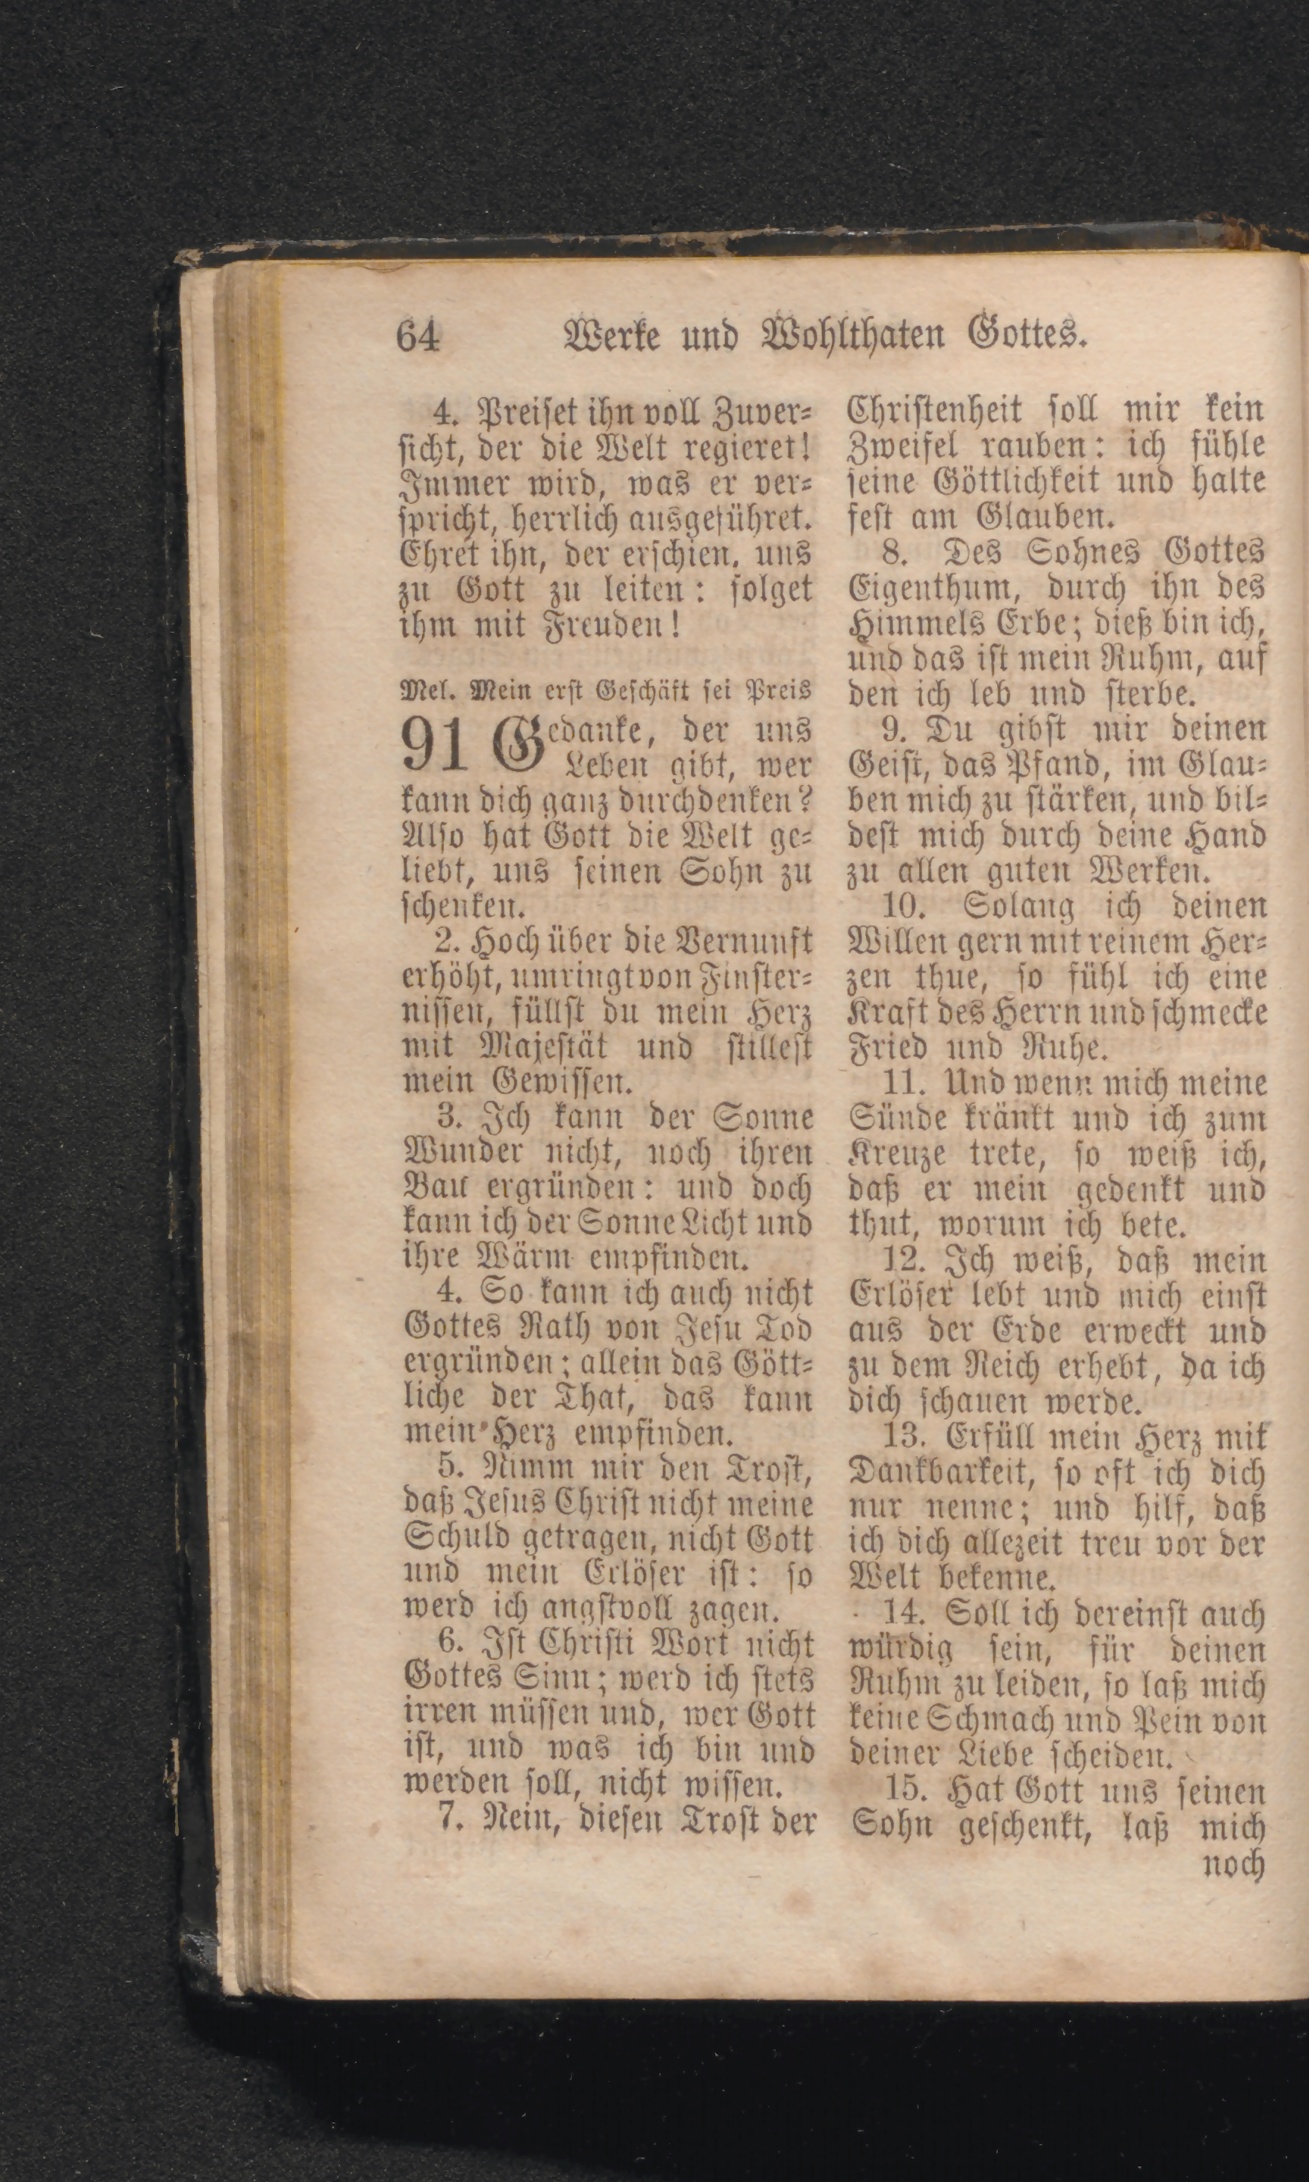 64 Werke und Wohlthaten Gottes.
4. Preiset ihn voll Zuver-
sicht, der die Welt regieret!
Immer wird, was er ver-
spricht, herrlich ausgeführet.
Ehret ihn, der erschien, uns
zu Gott zu leiten: folget
ihm mit Freuden!
Mel. Mein erst Geschäft sei Preis
91 Gedanke, der uns
Leben gibt, wer
kann dich ganz durchdenken?
Also hat Gott die Welt ge-
liebt, uns seinen Sohn zu
schenken.
2. Hoch über die Vernunft
erhöht, umringt von Finster-
nissen, füllst du mein Herz
mit Majestät und stillest
mein Gewissen.
3. Ich kann der Sonne
Wunder nicht, noch ihren
Bau ergründen: und doch
kann ich der Sonne Licht und
ihre Wärm empfinden.
4. So kann ich auch nicht
Gottes Rath von Jesu Tod
ergründen; allein das Gött-
liche der That, das kann
mein Herz empfinden.
5. Nimm mir den Trost,
daß Jesus Christ nicht meine
Schuld getragen, nicht Gott
und mein Erlöser ist: so
werd ich angstvoll zagen.
6. Ist Christi Wort nicht
Gottes Sinn; werd ich stets
irren müssen und, wer Gott
ist, und was ich bin und
werden soll, nicht wissen.
7. Nein, diesen Trost der
Christenheit soll mir kein
Zweifel rauben: ich fühle
seine Göttlichkeit und halte
fest am Glauben.
8. Des Sohnes Gottes
Eigenthum, durch ihn des
Himmels Erbe; dieß bin ich,
und das ist mein Ruhm, auf
den ich leb und sterbe.
9. Du gibst mir deinen
Geist, das Pfand, im Glau-
ben mich zu stärken, und bil-
dest mich durch deine Hand
zu allen guten Werken.
10. Solang ich deinen
Willen gern mit reinem Her-
zen thue, so fühl ich eine
Kraft des Herrn und schmecke
Fried und Ruhe.
11. Und wenn mich meine
Sünde kränkt und ich zum
Kreuze trete, so weiß ich,
daß er mein gedenkt und
thut, worum ich bete.
12. Ich weiß, daß mein
Erlöser lebt und mich einst
aus der Erde erweckt und
zu dem Reich erhebt, da ich
dich schauen werde.
13. Erfüll mein Herz mit
Dankbarkeit, so oft ich dich
nur nenne; und hilf, daß
ich dich allezeit treu vor der
Welt bekenne.
14. Soll ich dereinst auch
würdig sein, für deinen
Ruhm zu leiden, so laß mich
keine Schmach und Pein von
deiner Liebe scheiden.
15. Hat Gott uns seinen
Sohn geschenkt, laß mich
noch